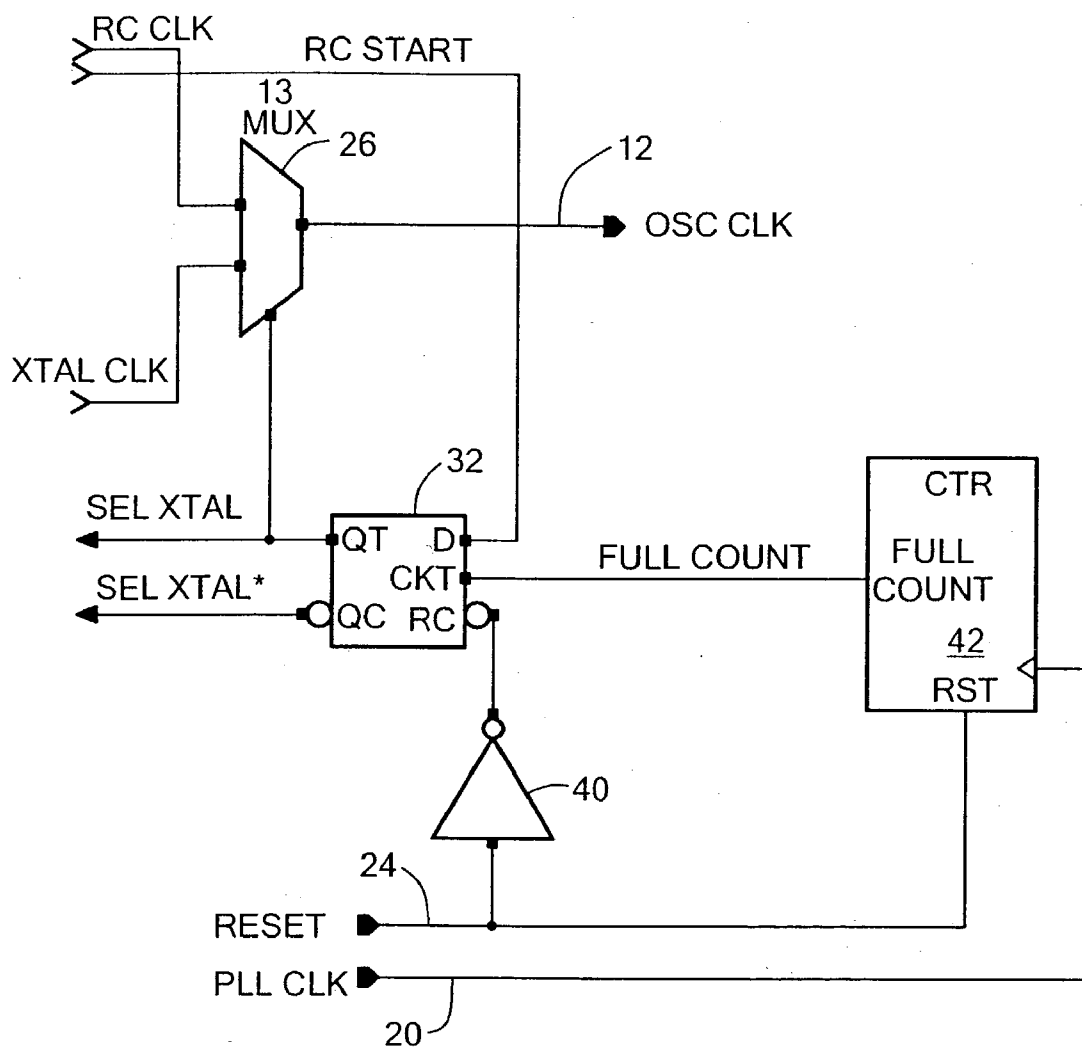 RC CLK
RC START
13
MUX
26
12
OSC CLK
XTAL CLK
32
CTR
SEL XTAL
QT D
FULL COUNT
FULL
COUNT
CKT
SEL XTAL*
QC RC
42
RST
40
24
RESET
PLL CLK
20